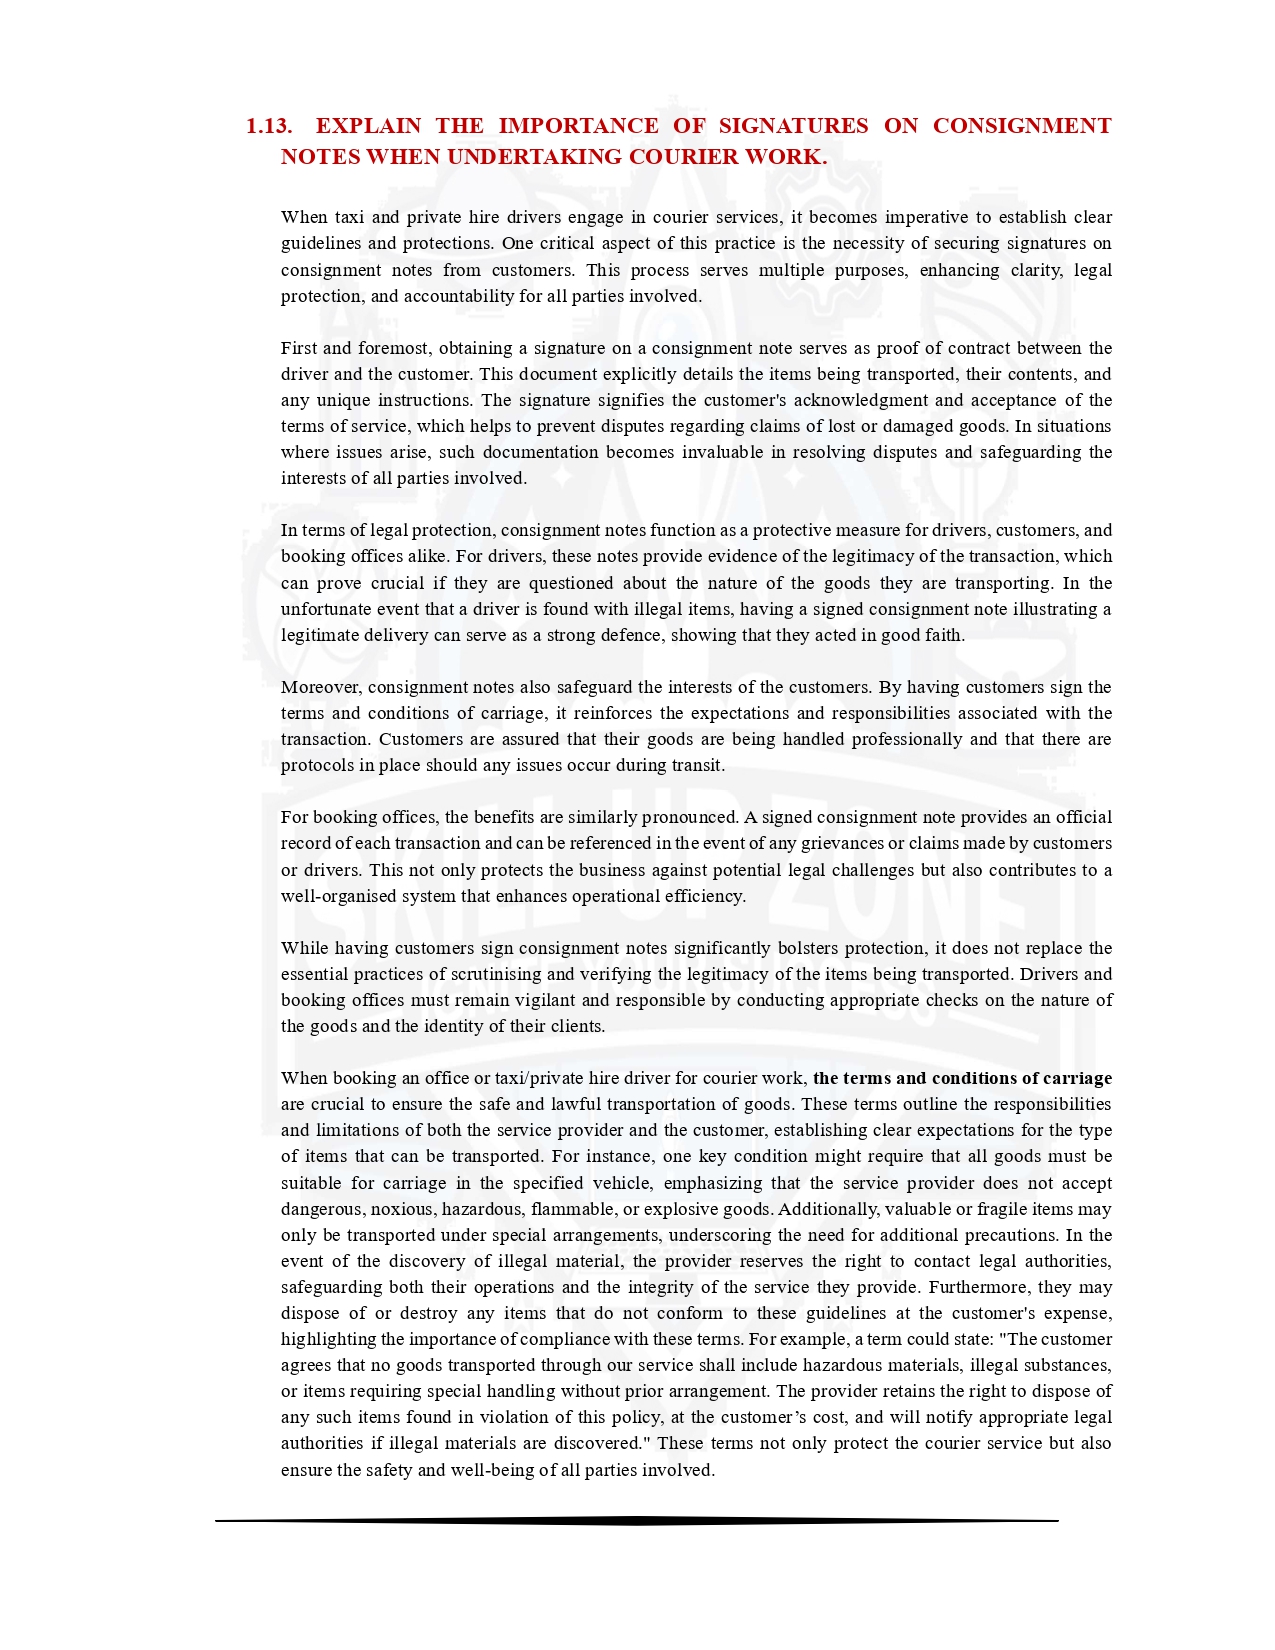 1.13. EXPLAIN THE IMPORTANCE OF SIGNATURES ON CONSIGNMENT
NOTES WHEN UNDERTAKING COURIER WORK.
When taxi and private hire drivers engage in courier services, it becomes imperative to establish clear
guidelines and protections. One critical aspect of this practice is the necessity of securing signatures on
consignment notes from customers. This process serves multiple purposes, enhancing clarity, legal
protection, and accountability for all parties involved.
First and foremost, obtaining a signature on a consignment note serves as proof of contract between the
driver and the customer. This document explicitly details the items being transported, their contents, and
any unique instructions. The signature signifies the customer's acknowledgment and acceptance of the
terms of service, which helps to prevent disputes regarding claims of lost or damaged goods. In situations
where issues arise, such documentation becomes invaluable in resolving disputes and safeguarding the
interests of all parties involved.
In terms of legal protection, consignment notes function as a protective measure for drivers, customers, and
booking offices alike. For drivers, these notes provide evidence of the legitimacy of the transaction, which
can prove crucial if they are questioned about the nature of the goods they are transporting. In the
unfortunate event that a driver is found with illegal items, having a signed consignment note illustrating a
legitimate delivery can serve as a strong defence, showing that they acted in good faith.
Moreover, consignment notes also safeguard the interests of the customers. By having customers sign the
terms and conditions of carriage, it reinforces the expectations and responsibilities associated with the
transaction. Customers are assured that their goods are being handled professionally and that there are
protocols in place should any issues occur during transit.
For booking offices, the benefits are similarly pronounced. A signed consignment note provides an official
record of each transaction and can be referenced in the event of any grievances or claims made by customers
or drivers. This not only protects the business against potential legal challenges but also contributes to a
well-organised system that enhances operational efficiency.
SKILL UP ZONE
While having customers sign consignment notes significantly bolsters protection, it does not replace the
essential practices of scrutinising and verifying the legitimacy of the items being transported. Drivers and
IGNITE YOUR SUCCESS
booking offices must remain vigilant and responsible by conducting appropriate checks on the nature of
the goods and the identity of their clients.
When booking an office or taxi/private hire driver for courier work, the terms and conditions of carriage
are crucial to ensure the safe and lawful transportation of goods. These terms outline the responsibilities
and limitations of both the service provider and the customer, establishing clear expectations for the type
of items that can be transported. For instance, one key condition might require that all goods must be
suitable for carriage in the specified vehicle, emphasizing that the service provider does not accept
dangerous, noxious, hazardous, flammable, or explosive goods. Additionally, valuable or fragile items may
only be transported under special arrangements, underscoring the need for additional precautions. In the
event of the discovery of illegal material, the provider reserves the right to contact legal authorities,
safeguarding both their operations and the integrity of the service they provide. Furthermore, they may
dispose of or destroy any items that do not conform to these guidelines at the customer's expense,
highlighting the importance of compliance with these terms. For example, a term could state: "The customer
agrees that no goods transported through our service shall include hazardous materials, illegal substances,
or items requiring special handling without prior arrangement. The provider retains the right to dispose of
any such items found in violation of this policy, at the customer’s cost, and will notify appropriate legal
authorities if illegal materials are discovered." These terms not only protect the courier service but also
ensure the safety and well-being of all parties involved.